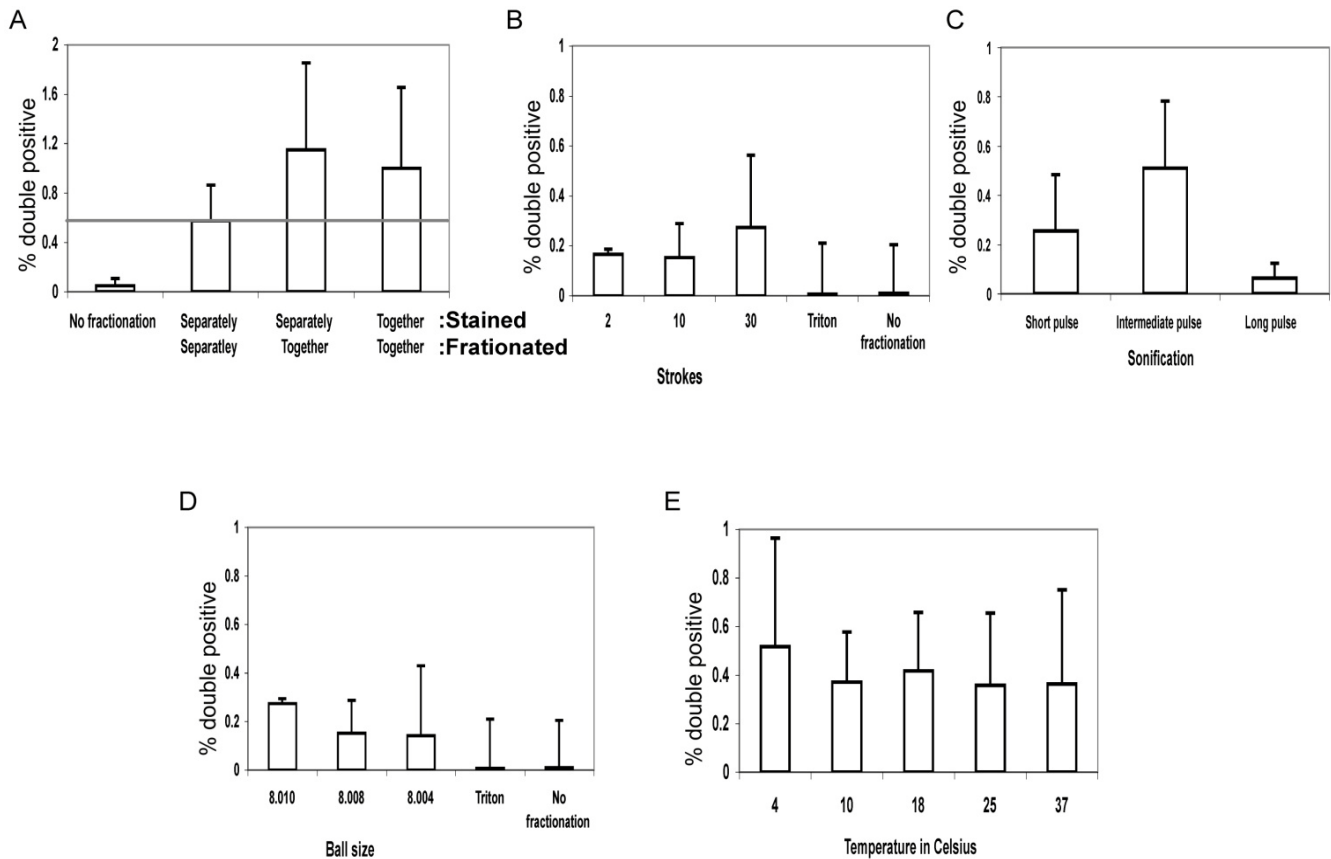 A
% double positive
2
1.6
1.2
0.8
0.4
0
No fractionation Separately Separately Together :Stained
Separatley Together Together :Frationated
B
% double positive
1
0.8
0.6
0.4
0.2
0
2 10 30 Triton No
fractionation
Strokes
C
% double positive
1
0.8
0.6
0.4
0.2
0
Short pulse Intermediate pulse Long pulse
Sonification
D
% double positive
1
0.8
0.6
0.4
0.2
0
8.010 8.008 8.004 Triton No
fractionation
Ball size
E
% double positive
1
0.8
0.6
0.4
0.2
0
4 10 18 25 37
Temperature in Celsius